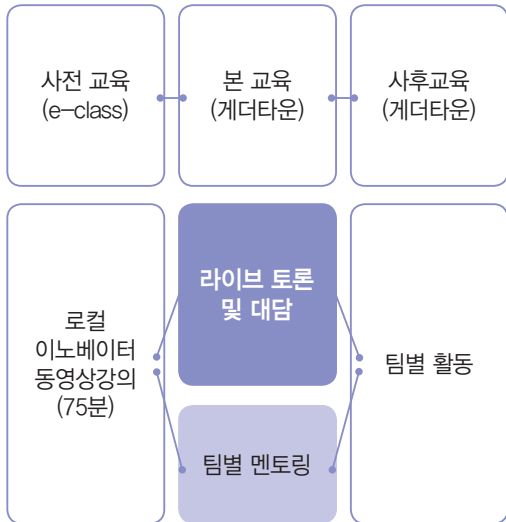 사전 교육
(e-class)
본 교육
(게더타운)
사후교육
(게더타운)
로컬
이노베이터
동영상강의
(75분)
라이브 토론
및 대담
팀별 멘토링
팀별 활동